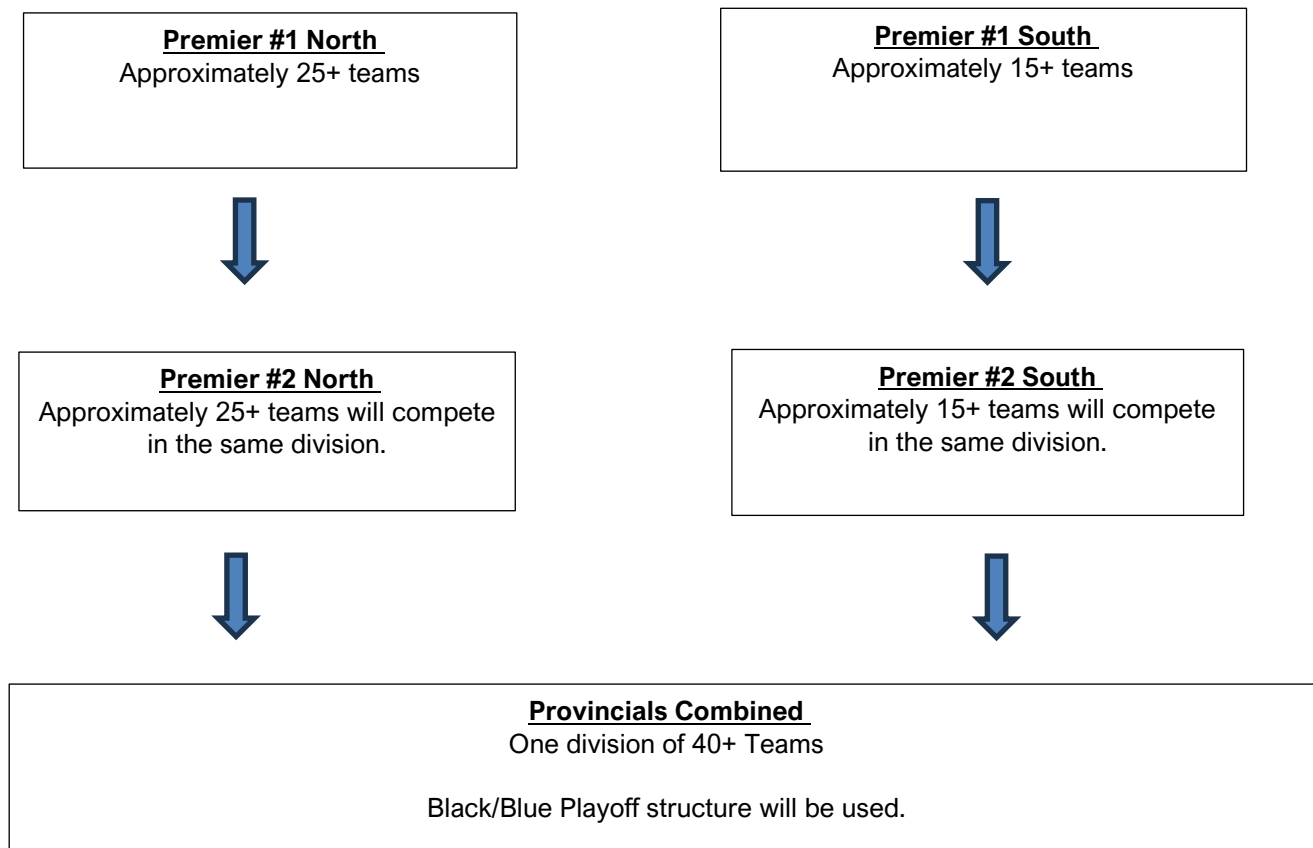 Premier #1 North
Approximately 25+ teams
Premier #1 South
Approximately 15+ teams
Premier #2 North
Approximately 25+ teams will compete
in the same division.
Premier #2 South
Approximately 15+ teams will compete
in the same division.
Provincials Combined
One division of 40+ Teams
Black/Blue Playoff structure will be used.